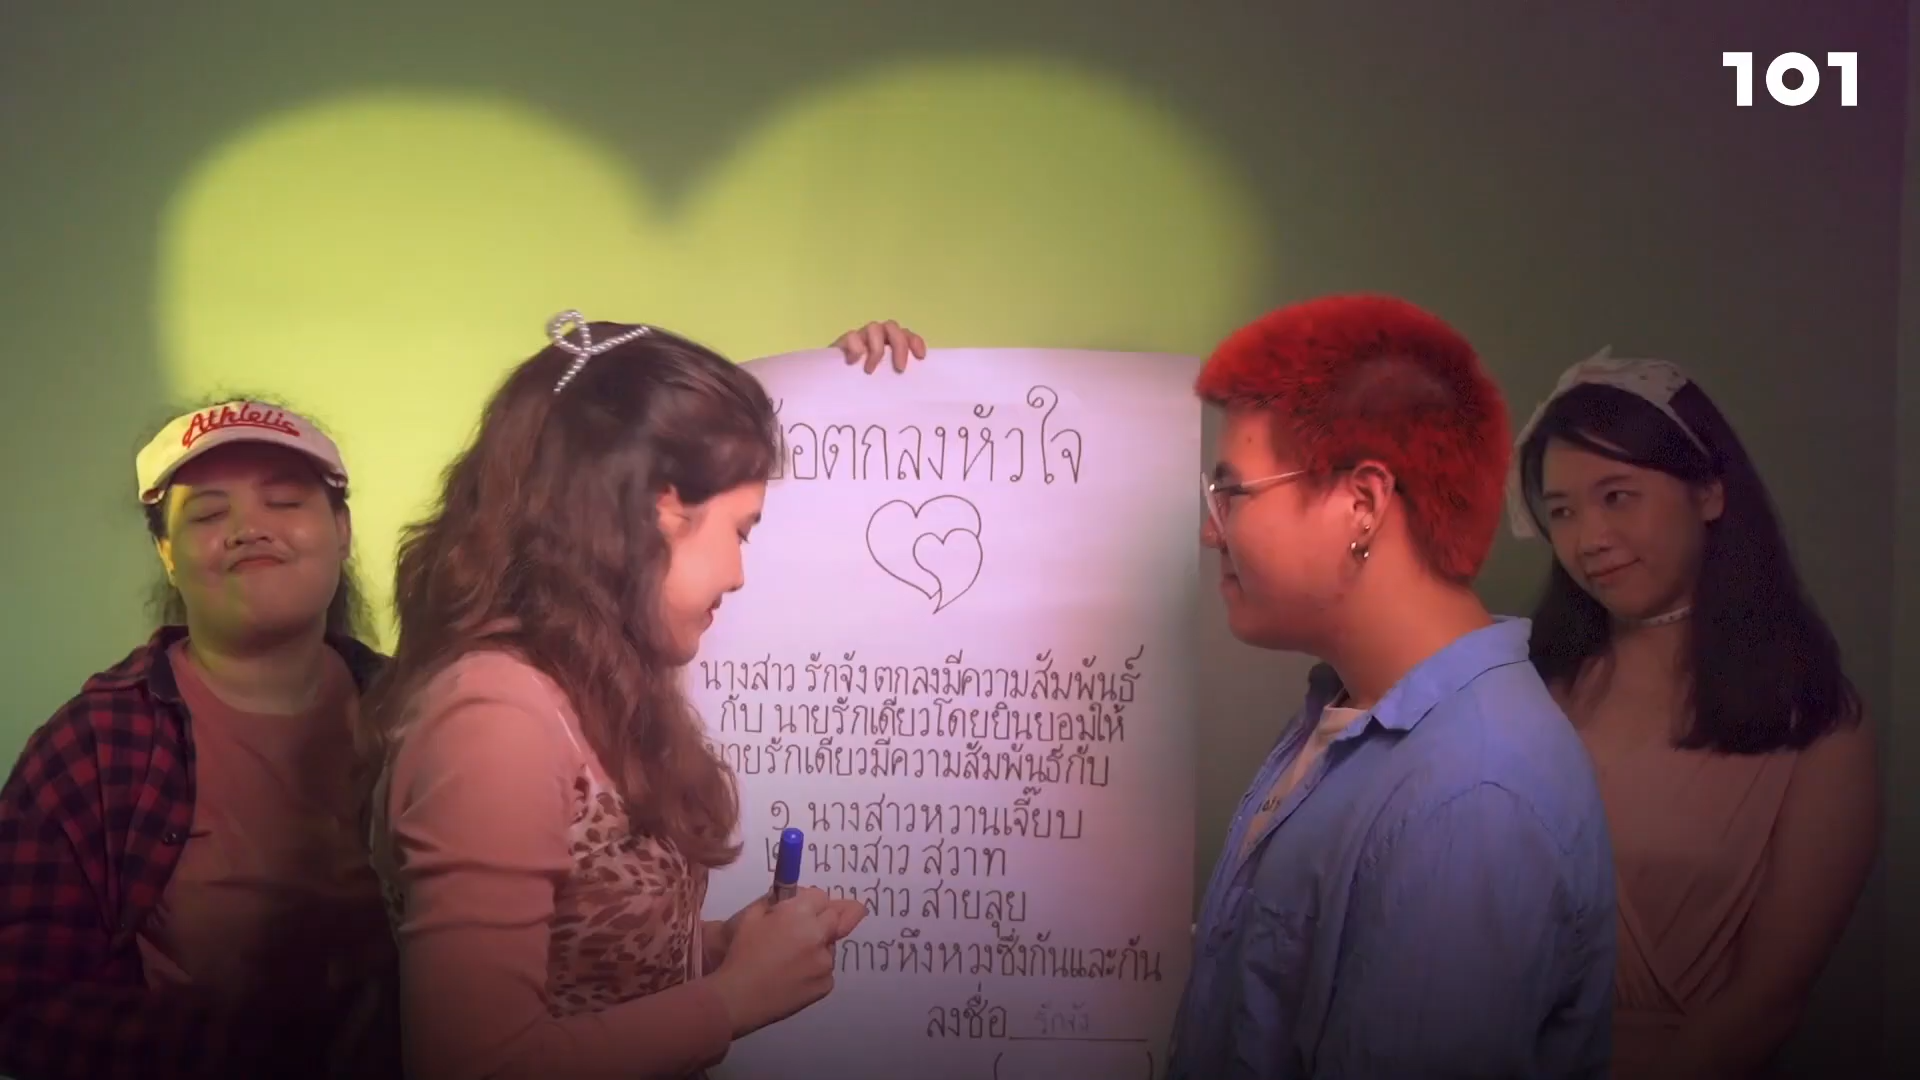 101
Athletic
ข้อตกลงหัวใจ
นางสาว รักจัง ตกลงมีความสัมพันธ์
กับ นายรักเดียวโดยยินยอมให้
นายรักเดียวมีความสัมพันธ์กับ
๑ นางสาวหวานเจี๊ยบ
๒ นางสาว สวาท
นางสาว สายลุย
การหึงหวงซึ่งกันและกัน
ลงชื่อ รักจัง